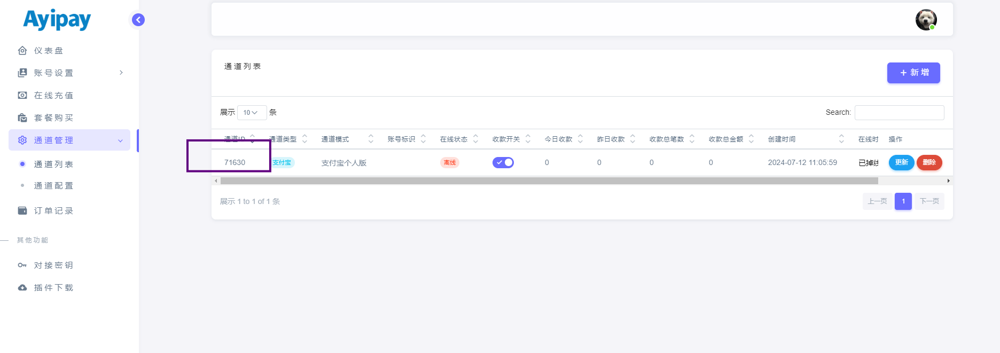 Ayipay
仪表盘
账号设置
在线充值
套餐购买
通道管理
通道列表
通道配置
订单记录
其他功能
对接密钥
插件下载
通道列表
+ 新增
展示 10 条
Search:
通道ID 通道类型 通道模式 账号标识 在线状态 收款开关 今日收款 昨日收款 收款总笔数 收款总金额 创建时间 在线时 操作
71630 支付宝 支付宝个人版 离线 0 0 0 0 2024-07-12 11:05:59 已掉线 更新 删除
展示 1 to 1 of 1 条
上一页 1 下一页